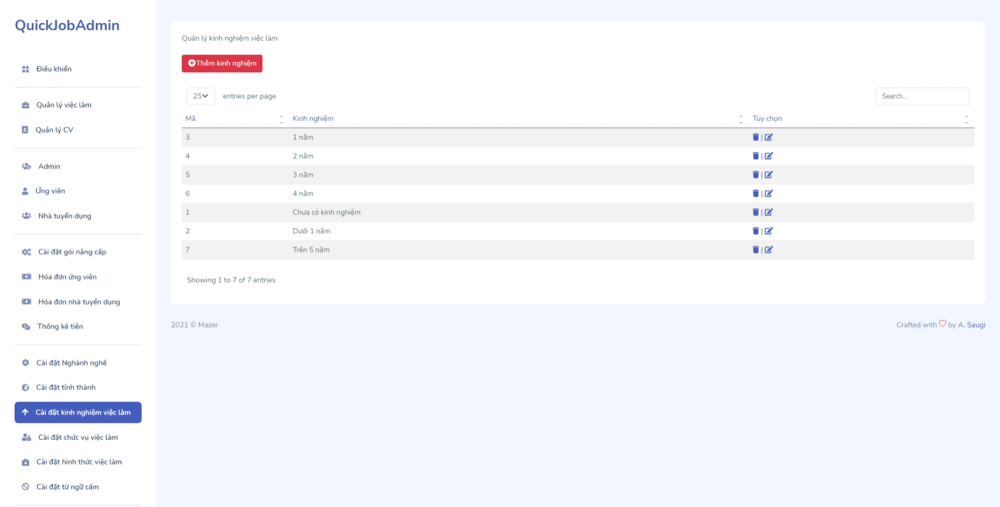 QuickJobAdmin
Điều khiển
Quản lý việc làm
Quản lý CV
Admin
Ứng viên
Nhà tuyển dụng
Cài đặt gói nâng cấp
Hóa đơn ứng viên
Hóa đơn nhà tuyển dụng
Thống kê tiền
Cài đặt Nghành nghề
Cài đặt tỉnh thành
Cài đặt kinh nghiệm việc làm
Cài đặt chức vụ việc làm
Cài đặt hình thức việc làm
Cài đặt từ ngữ cấm
Quản lý kinh nghiệm việc làm
Thêm kinh nghiệm
25 entries per page Search...
Mã Kinh nghiệm Tùy chọn
3 1 năm |
4 2 năm |
5 3 năm |
6 4 năm |
1 Chưa có kinh nghiệm |
2 Dưới 1 năm |
7 Trên 5 năm |
Showing 1 to 7 of 7 entries
2021 © Mazer Crafted with by A. Saugi